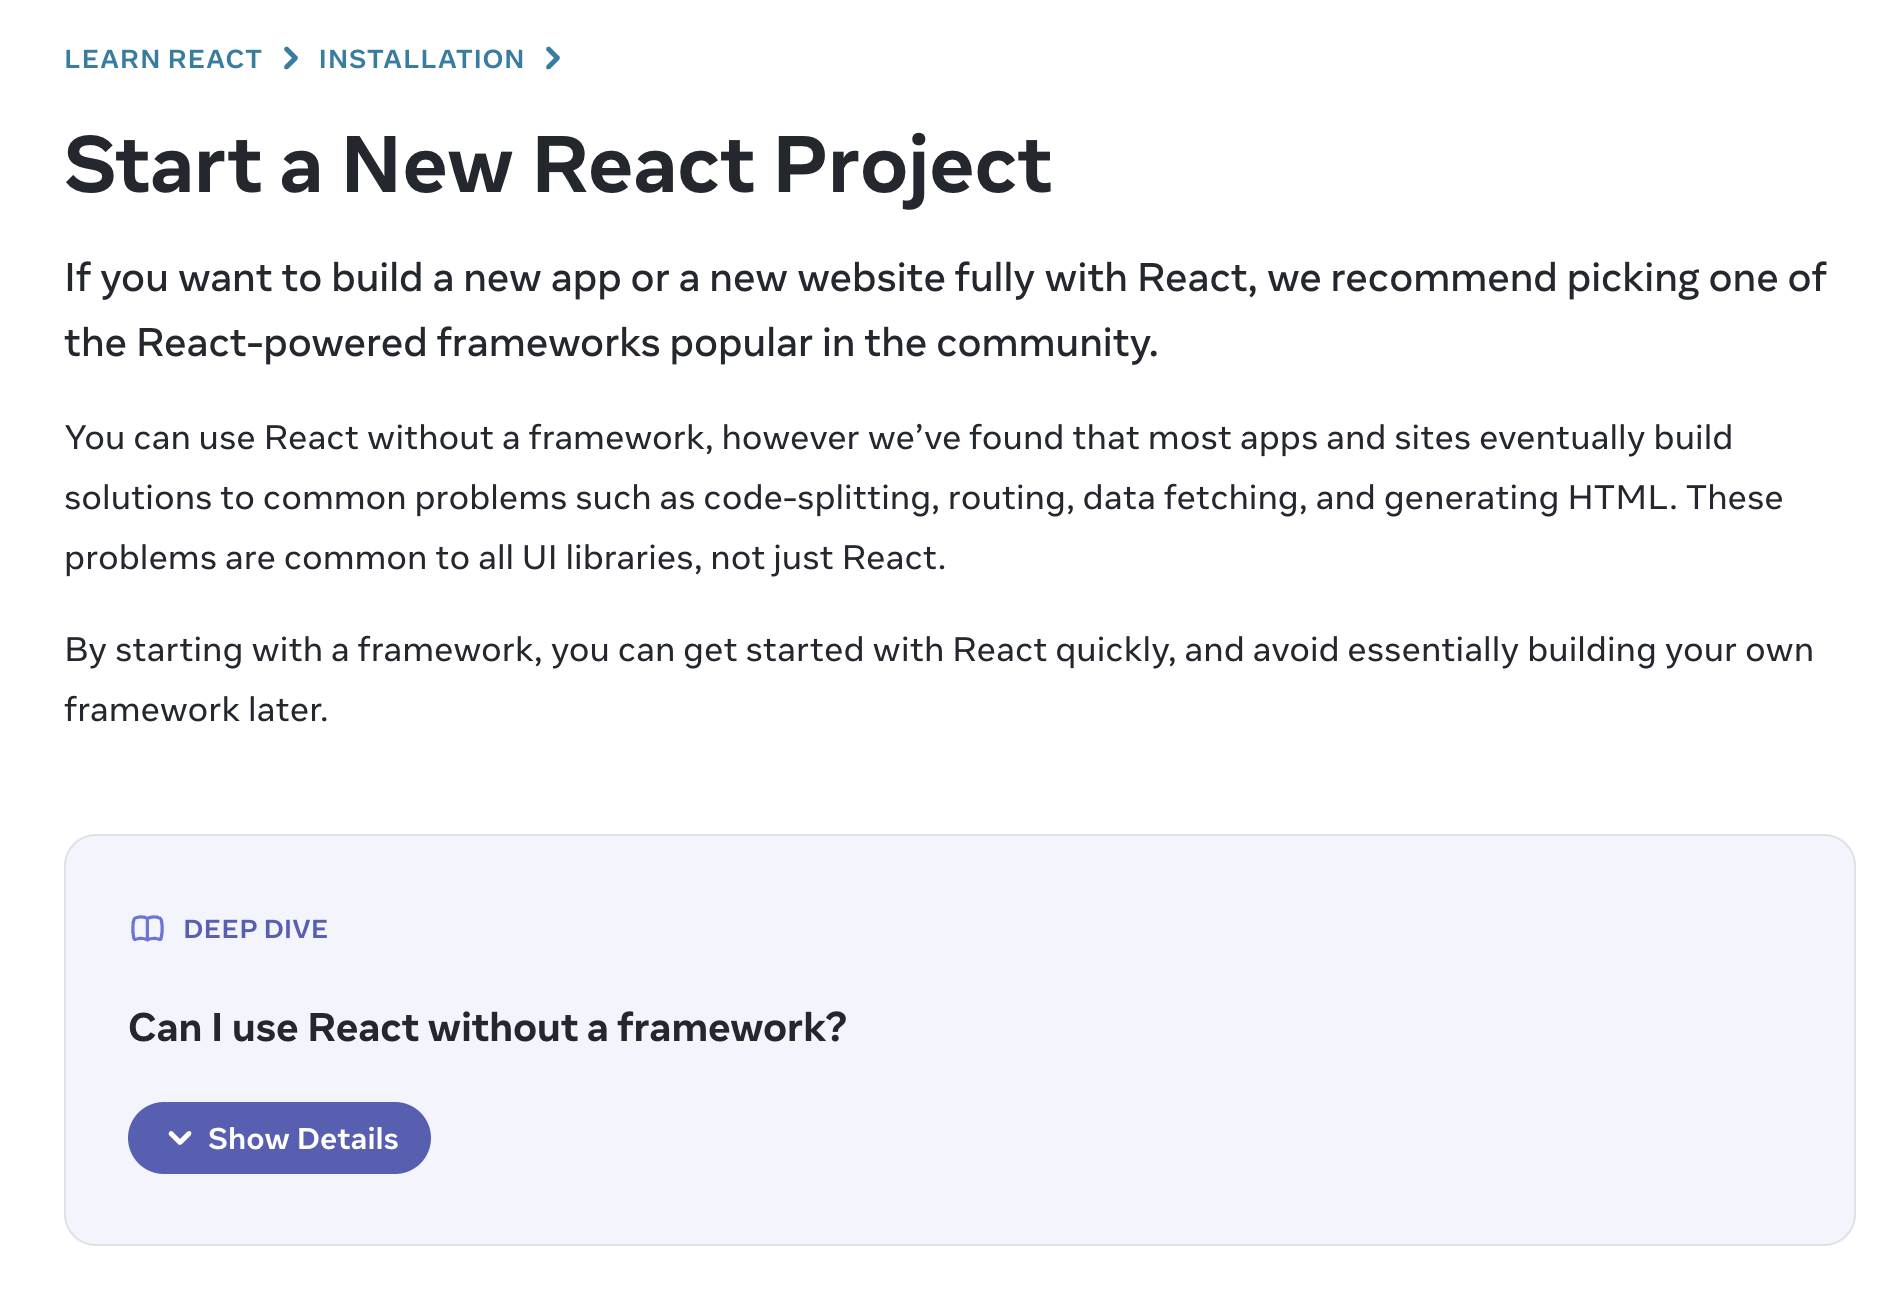 LEARN REACT > INSTALLATION >
Start a New React Project
If you want to build a new app or a new website fully with React, we recommend picking one of
the React-powered frameworks popular in the community.
You can use React without a framework, however we’ve found that most apps and sites eventually build
solutions to common problems such as code-splitting, routing, data fetching, and generating HTML. These
problems are common to all UI libraries, not just React.
By starting with a framework, you can get started with React quickly, and avoid essentially building your own
framework later.
DEEP DIVE
Can I use React without a framework?
Show Details